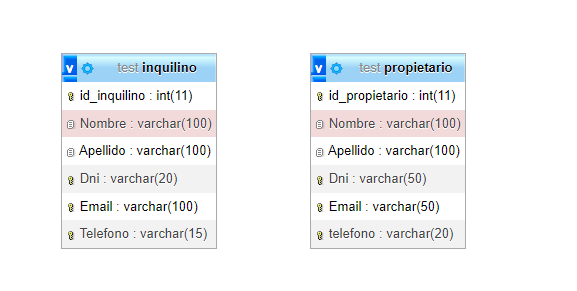 test inquilino
id_inquilino : int(11)
Nombre : varchar(100)
Apellido : varchar(100)
Dni : varchar(20)
Email : varchar(100)
Telefono : varchar(15)
test propietario
id_propietario : int(11)
Nombre : varchar(100)
Apellido : varchar(100)
Dni : varchar(50)
Email : varchar(50)
telefono : varchar(20)